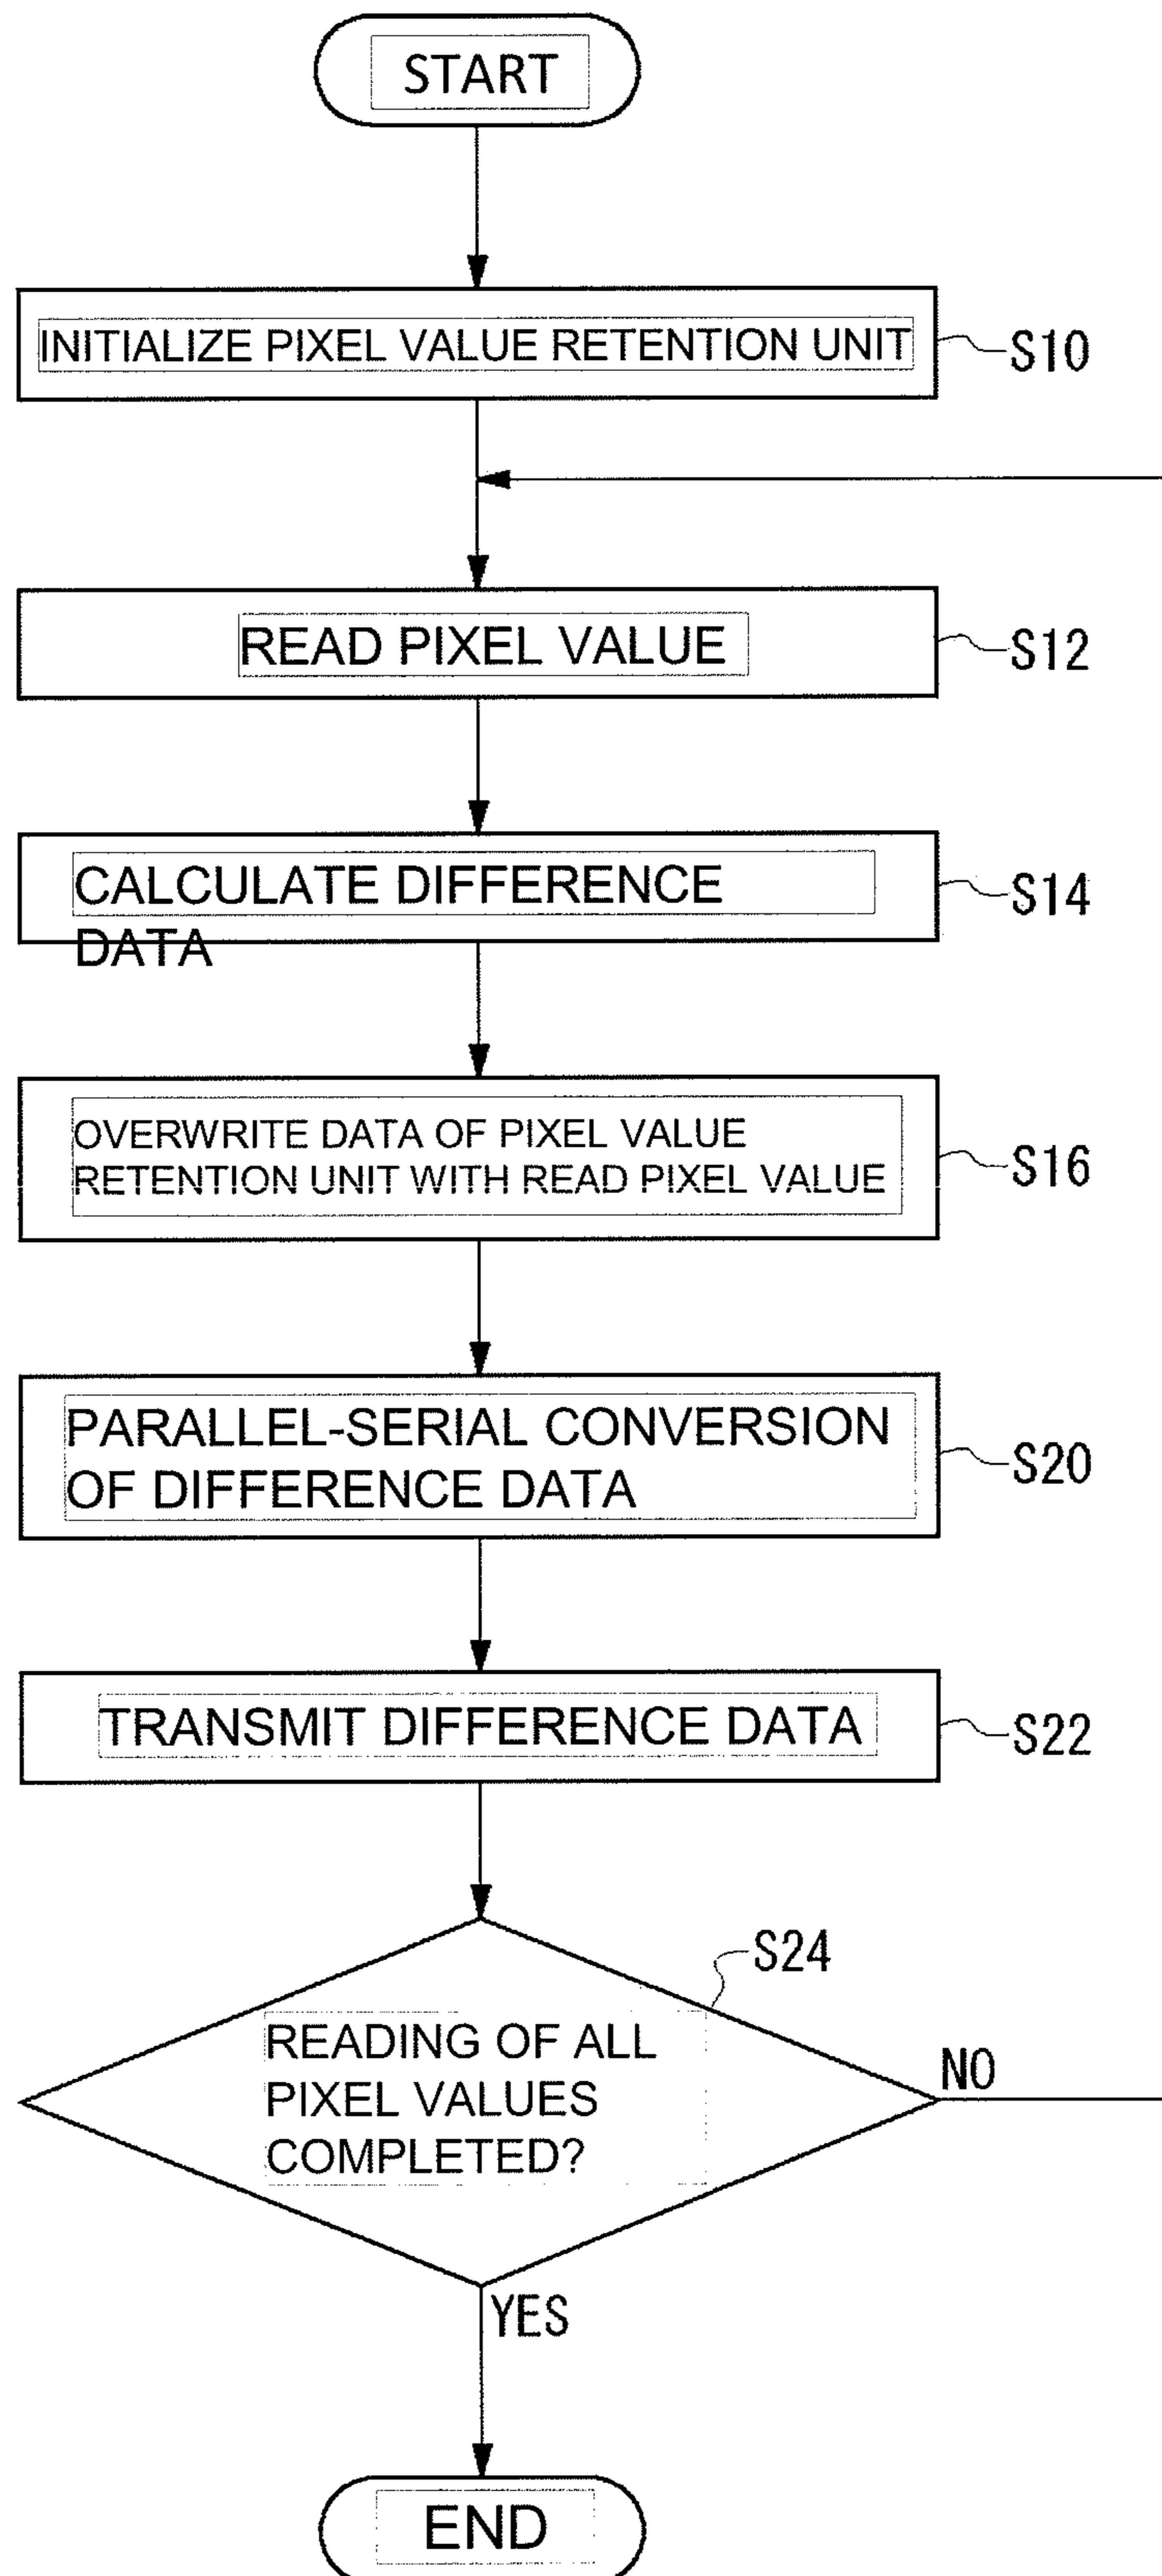 START
INITIALIZE PIXEL VALUE RETENTION UNIT
S10
READ PIXEL VALUE
S12
CALCULATE DIFFERENCE
DATA
S14
OVERWRITE DATA OF PIXEL VALUE
RETENTION UNIT WITH READ PIXEL VALUE
S16
PARALLEL-SERIAL CONVERSION
OF DIFFERENCE DATA
S20
TRANSMIT DIFFERENCE DATA
S22
S24
READING OF ALL
PIXEL VALUES
COMPLETED?
NO
YES
END